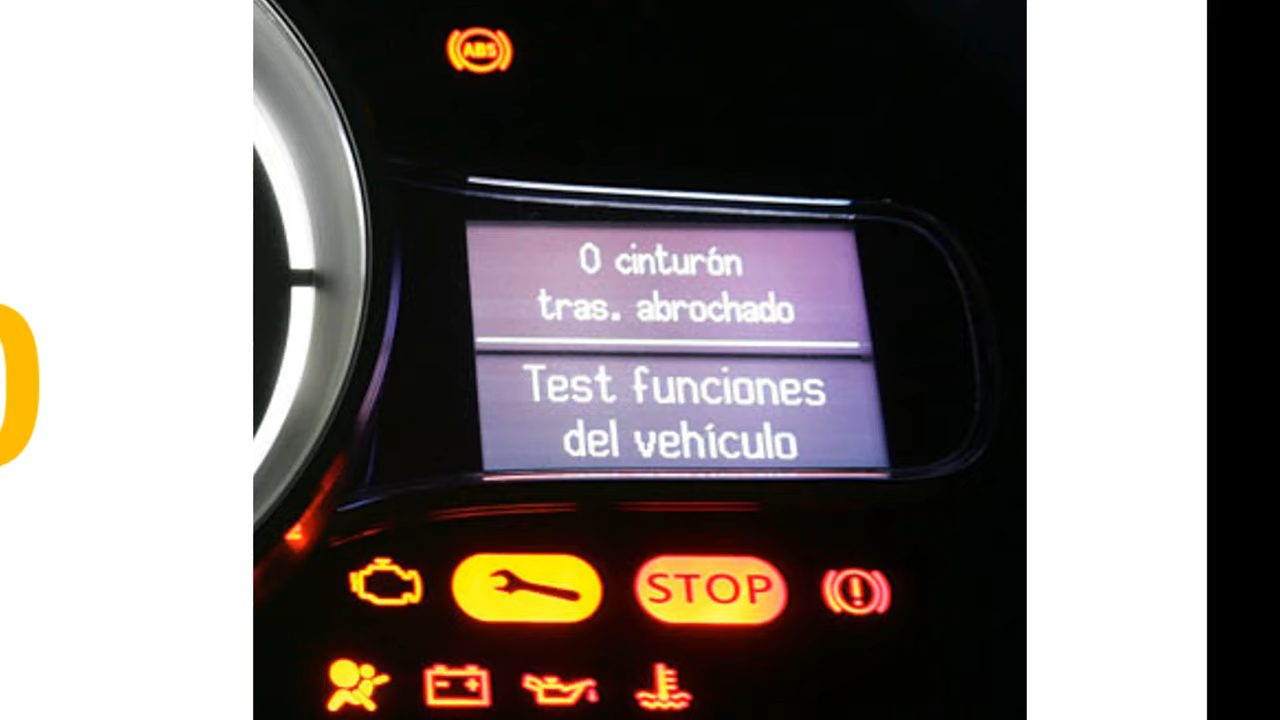 ABS
0 cinturón
tras. abrochado
Test funciones
del vehículo
STOP